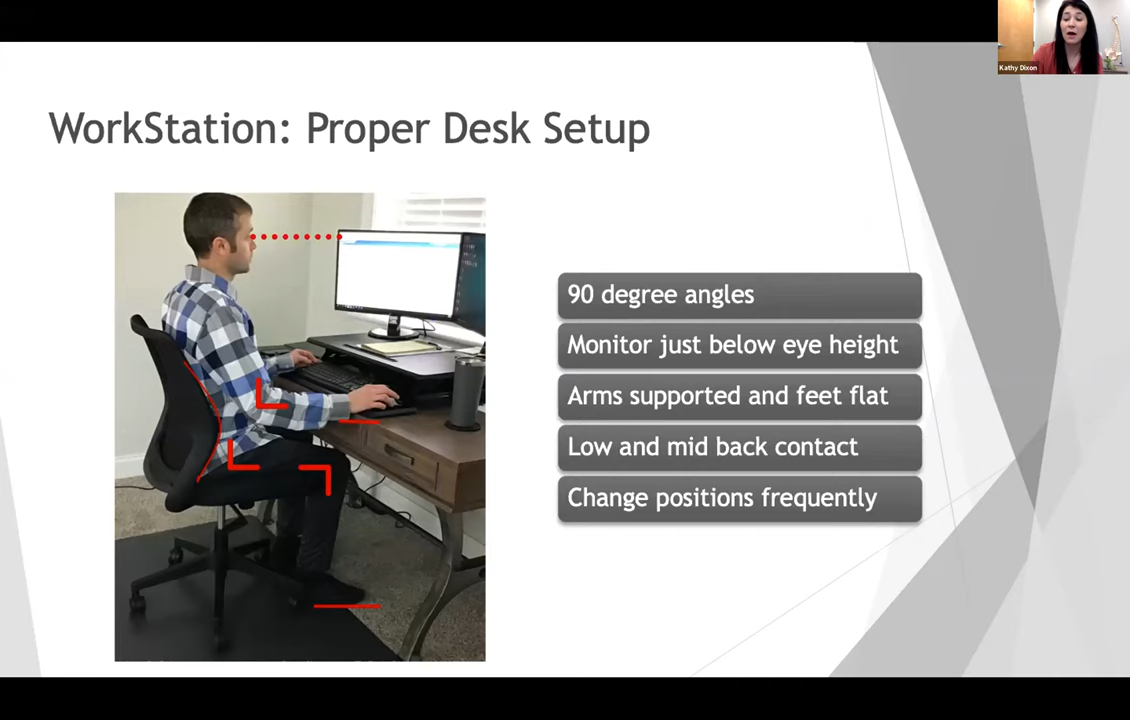 Kathy Dixon
WorkStation: Proper Desk Setup
90 degree angles
Monitor just below eye height
Arms supported and feet flat
Low and mid back contact
Change positions frequently